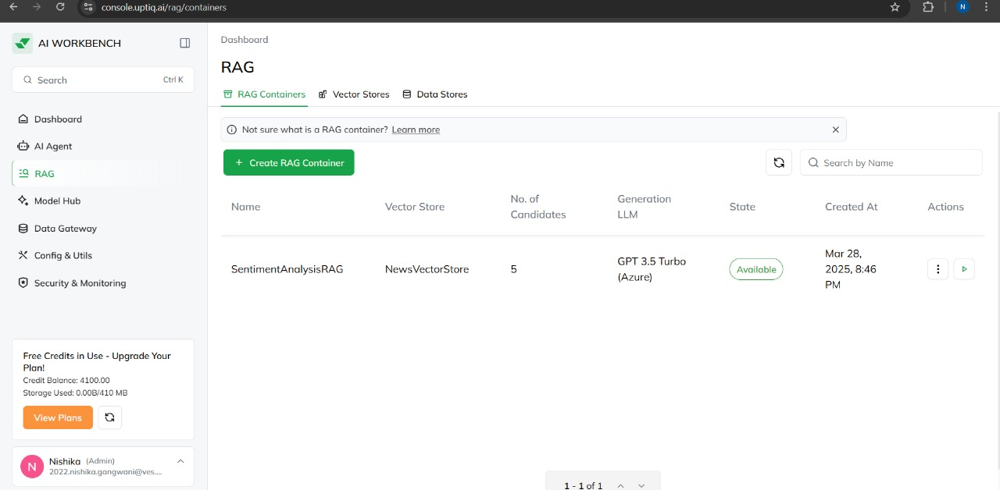 console.uptiq.ai/rag/containers
N
AI WORKBENCH
Search
Ctrl K
Dashboard
AI Agent
RAG
Model Hub
Data Gateway
Config & Utils
Security & Monitoring
Free Credits in Use - Upgrade Your
Plan!
Credit Balance: 4100.00
Storage Used: 0.00B/410 MB
View Plans
N
Nishika (Admin)
2022.nishika.gangwani@ves....
Dashboard
RAG
RAG Containers
Vector Stores
Data Stores
Not sure what is a RAG container? Learn more
+ Create RAG Container
Search by Name
Name
Vector Store
No. of
Candidates
Generation
LLM
State
Created At
Actions
SentimentAnalysisRAG
NewsVectorStore
5
GPT 3.5 Turbo
(Azure)
Available
Mar 28,
2025, 8:46
PM
1 - 1 of 1